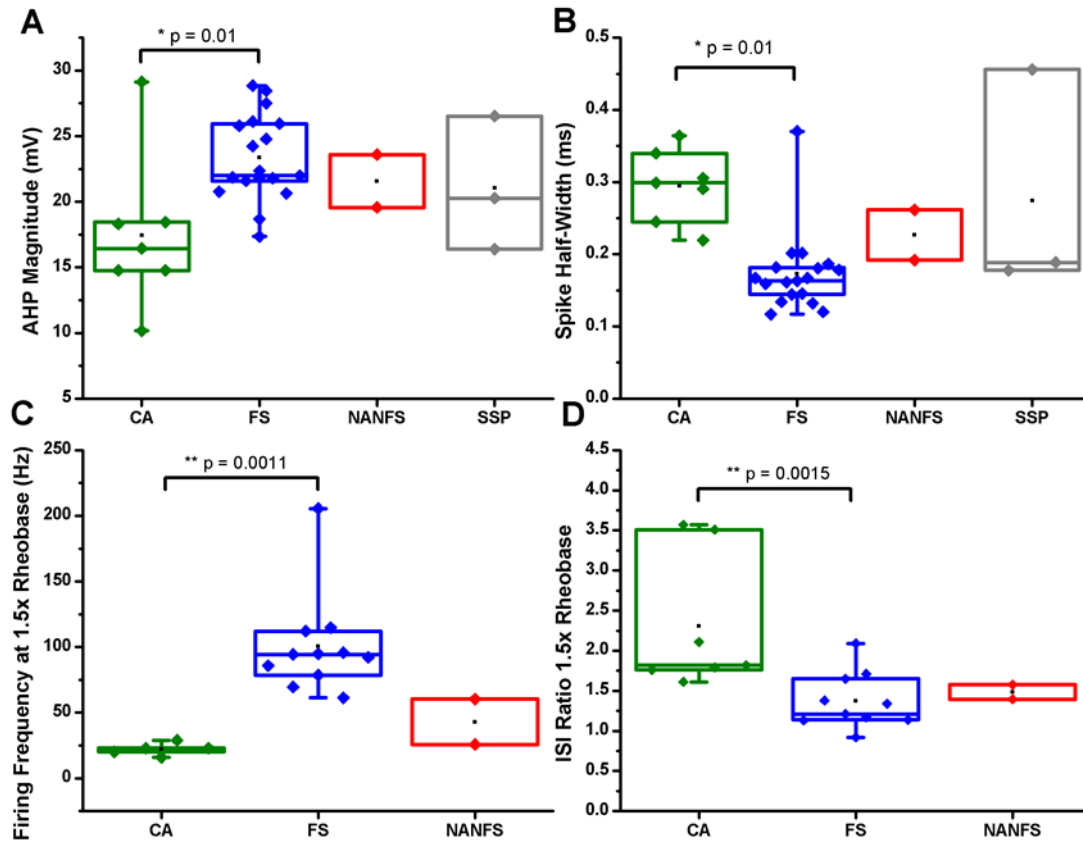 A
* p = 0.01
AHP Magnitude (mV)
30
25
20
15
10
5
CA
FS
NANFS
SSP
B
* p = 0.01
Spike Half-Width (ms)
0.5
0.4
0.3
0.2
0.1
0.0
CA
FS
NANFS
SSP
C
** p = 0.0011
Firing Frequency at 1.5x Rheobase (Hz)
250
200
150
100
50
0
CA
FS
NANFS
D
** p = 0.0015
ISI Ratio 1.5x Rheobase
4.5
4.0
3.5
3.0
2.5
2.0
1.5
1.0
0.5
0.0
CA
FS
NANFS